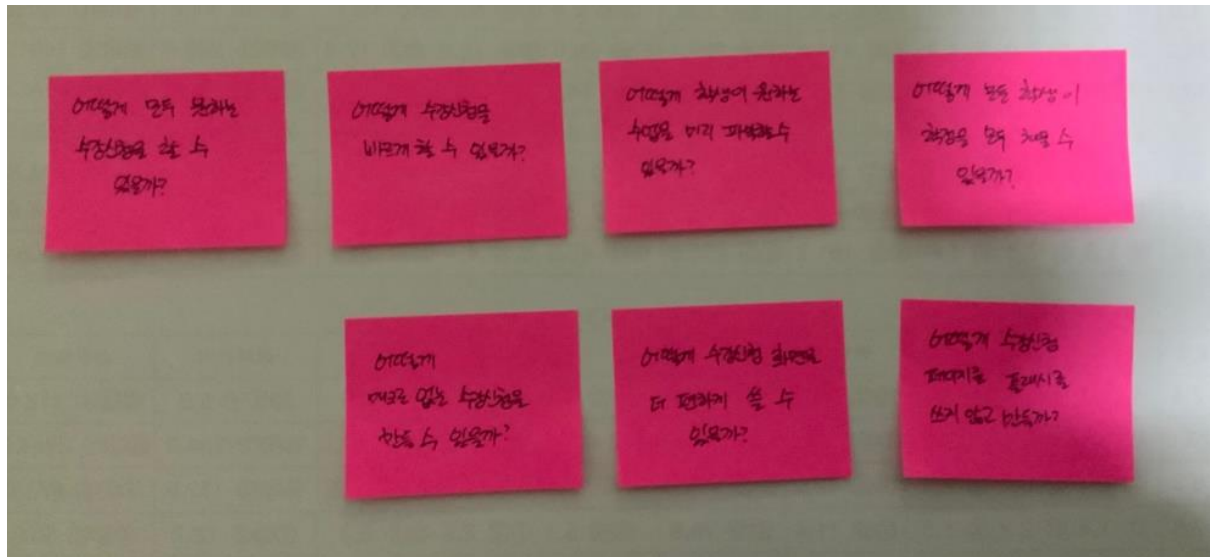 어떻게 모두 원하는
수강신청을 할 수
있을까?
어떻게 수강신청을
빠르게 할 수 있을까?
어떻게 학생이 원하는
수업을 미리 파악할 수
있을까?
어떻게 모든 학생이
학점을 모두 채울 수
있을까?
어떻게
매크로 없는 수강신청을
만들 수 있을까?
어떻게 수강신청 화면을
더 편하게 쓸 수
있을까?
어떻게 수강신청
페이지를 플래시를
쓰지 않고 만들까?